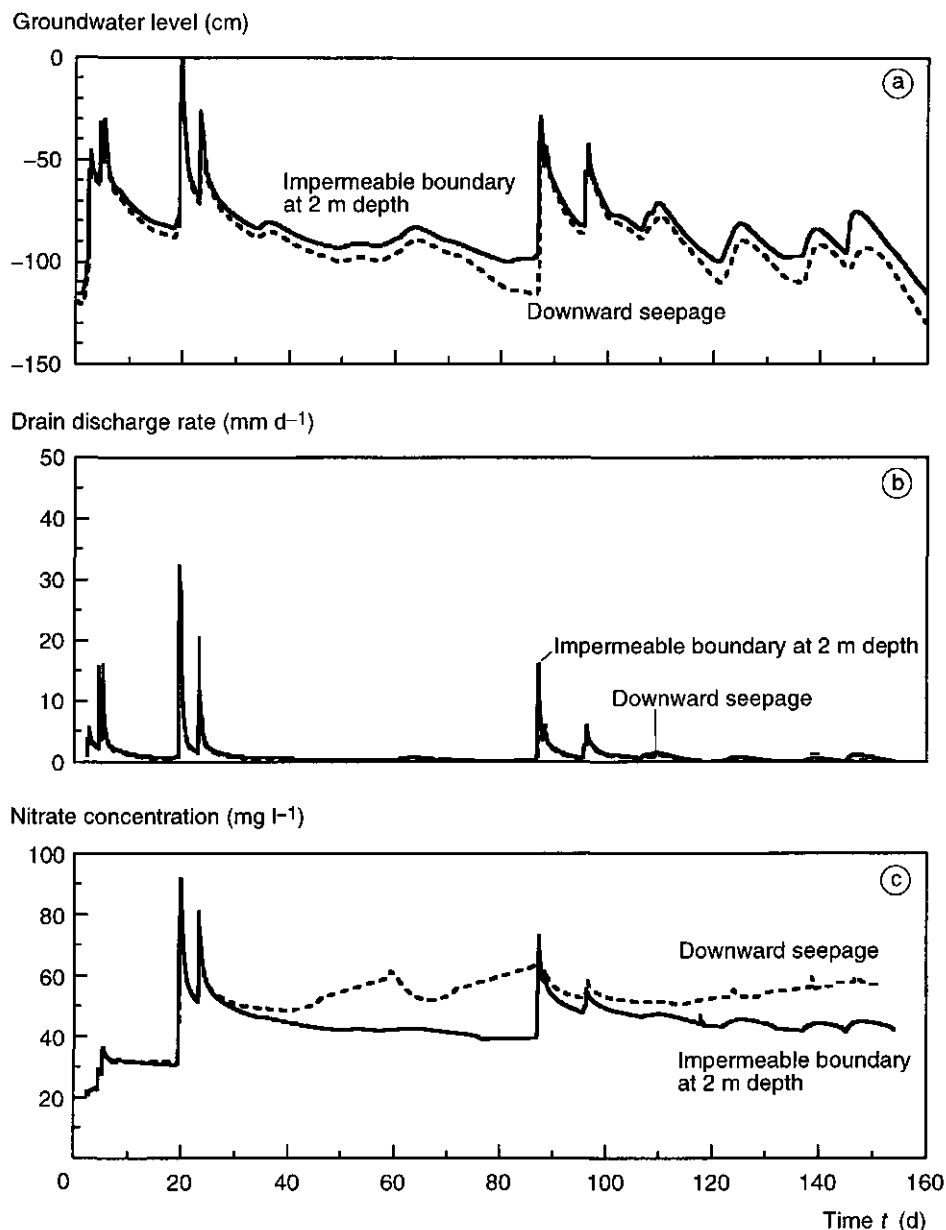 Groundwater level (cm)
0
-50
-100
-150
a
Impermeable boundary
at 2 m depth
Downward seepage
Drain discharge rate (mm d–1)
50
40
30
20
10
0
b
Impermeable boundary at 2 m depth
Downward seepage
Nitrate concentration (mg l–1)
100
80
60
40
20
c
Downward seepage
Impermeable boundary
at 2 m depth
0 20 40 60 80 100 120 140 160
Time t (d)